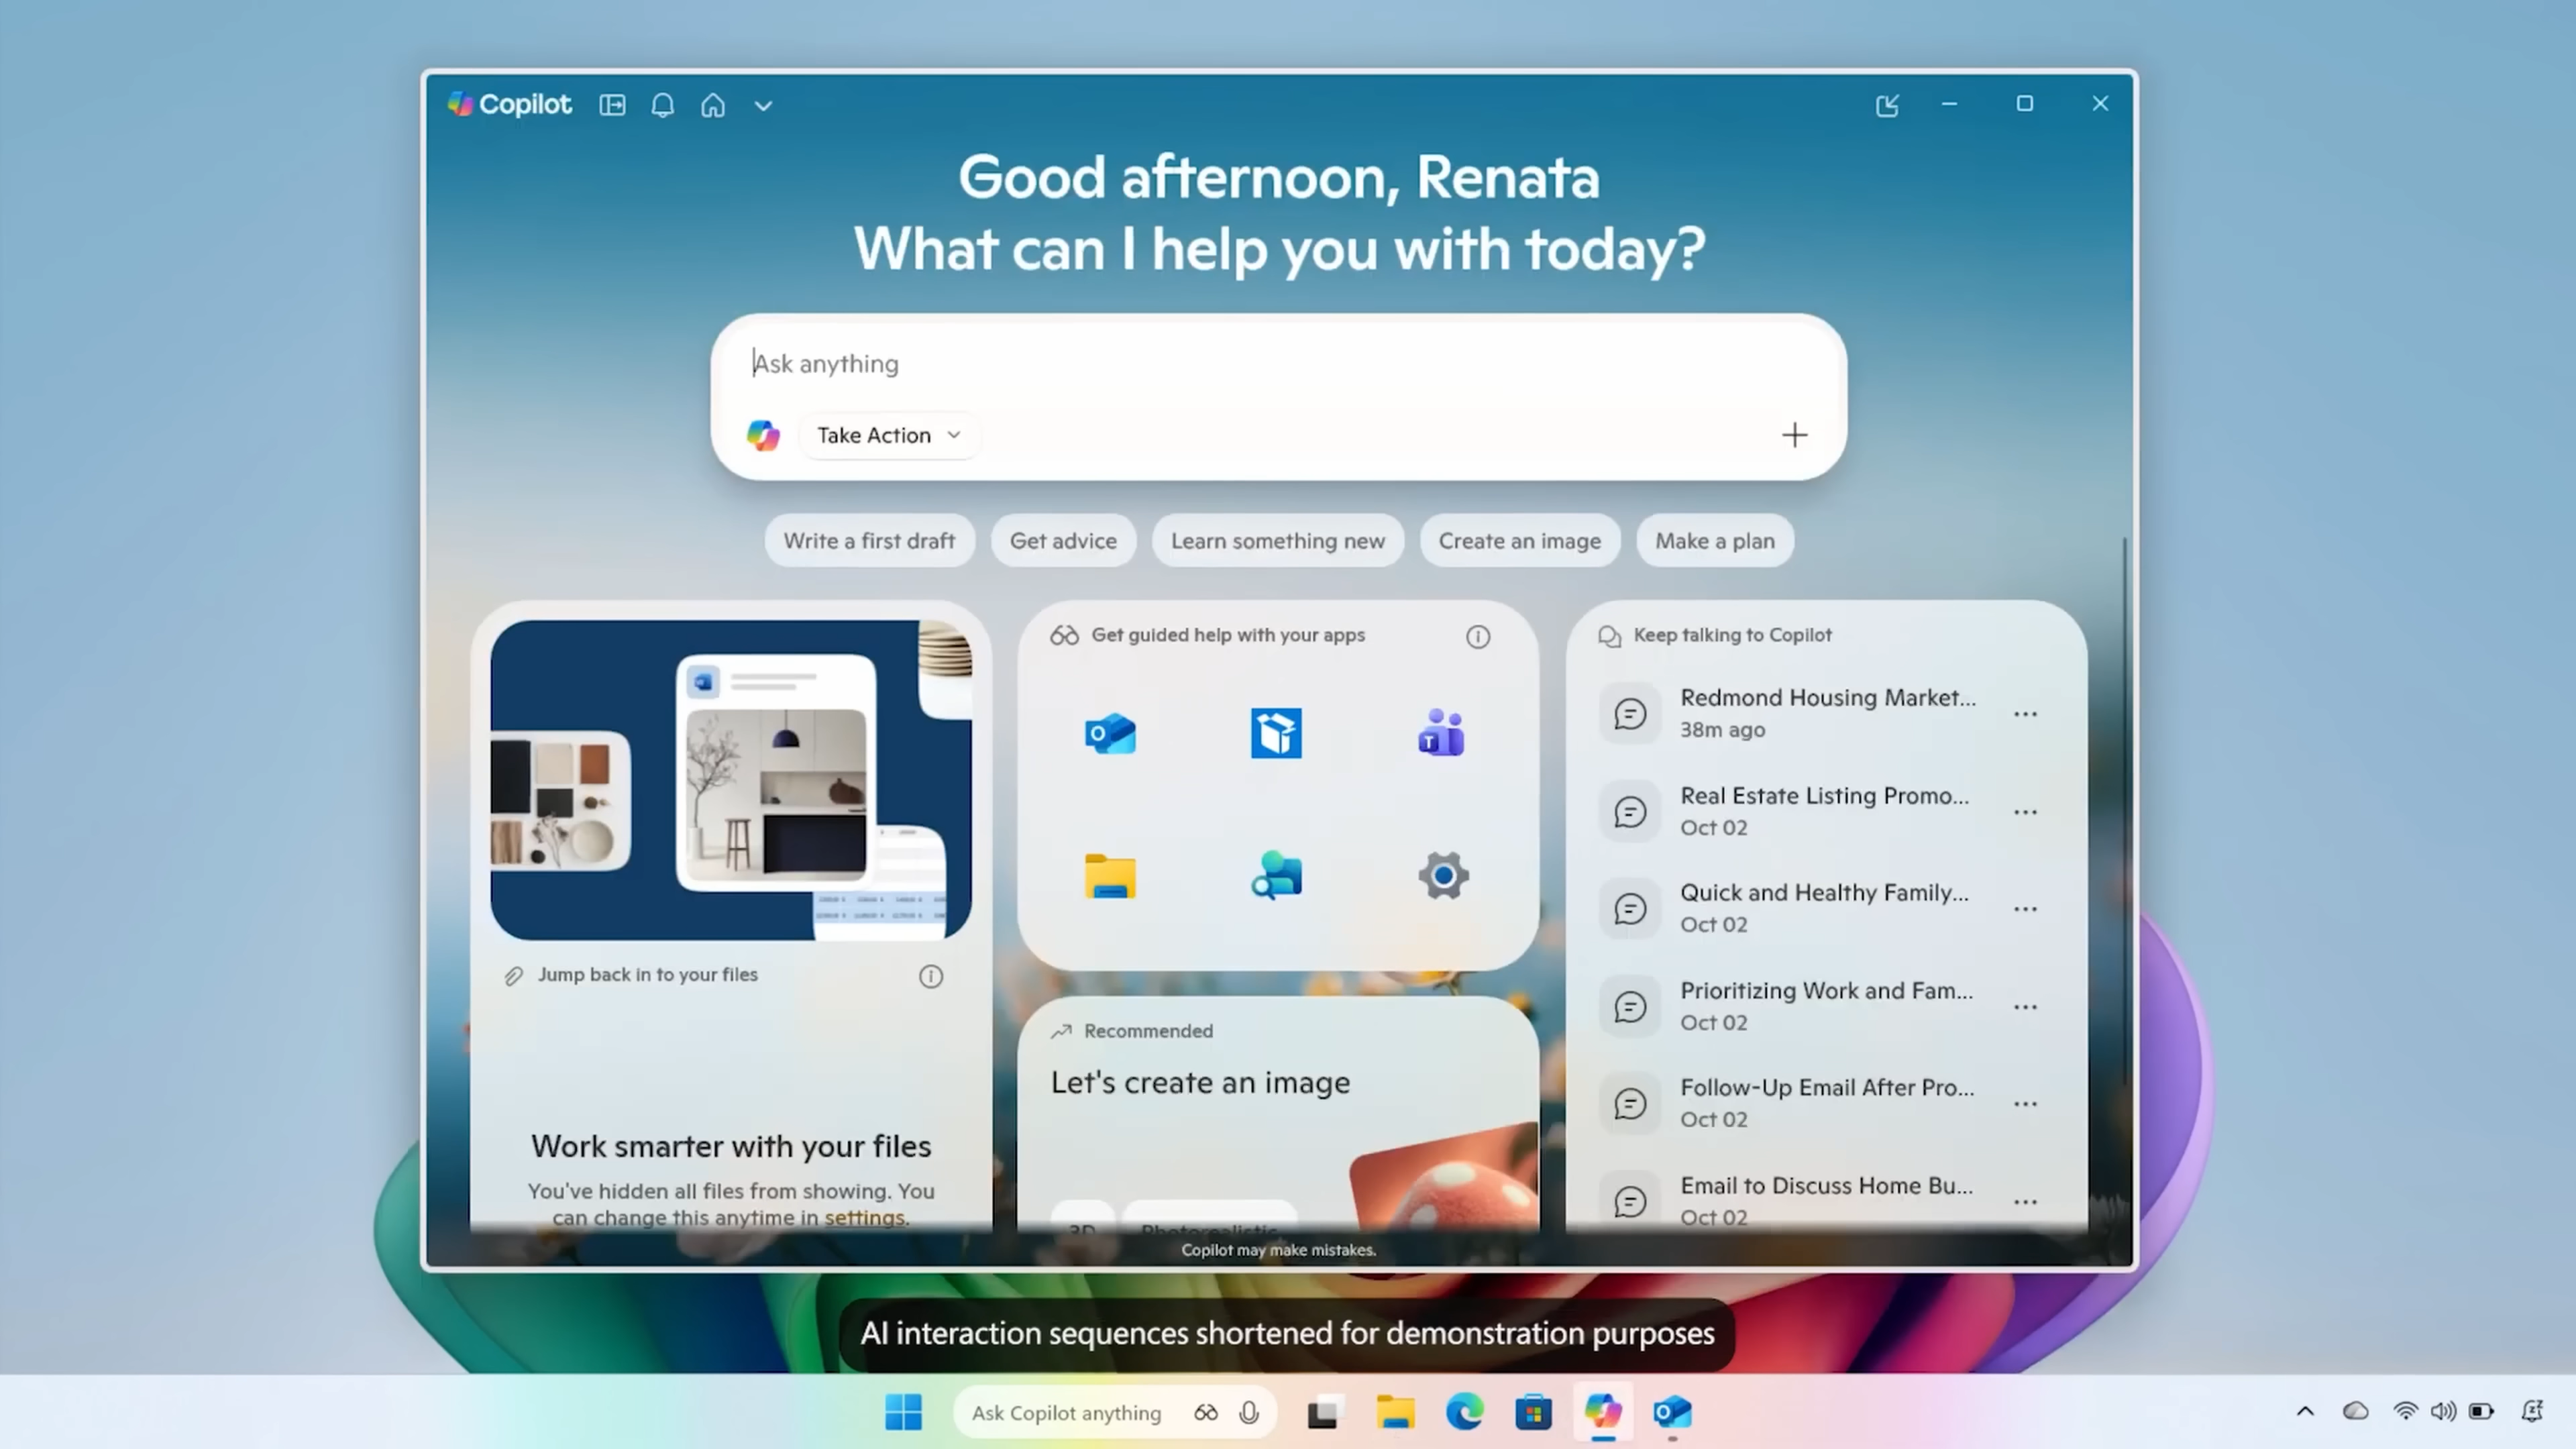 Copilot
Good afternoon, Renata
What can I help you with today?
Ask anything
Take Action
Write a first draft
Get advice
Learn something new
Create an image
Make a plan
Jump back in to your files
Work smarter with your files
You've hidden all files from showing. You
can change this anytime in settings.
Get guided help with your apps
Recommended
Let's create an image
3D
Photorealistic
Keep talking to Copilot
Redmond Housing Market...
38m ago
Real Estate Listing Promo...
Oct 02
Quick and Healthy Family...
Oct 02
Prioritizing Work and Fam...
Oct 02
Follow-Up Email After Pro...
Oct 02
Email to Discuss Home Bu...
Oct 02
Copilot may make mistakes.
AI interaction sequences shortened for demonstration purposes
Ask Copilot anything